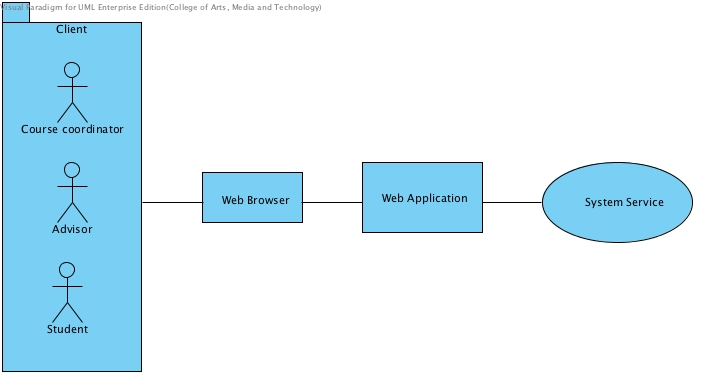 Visual Paradigm for UML Enterprise Edition(College of Arts, Media and Technology)
Client
Course coordinator
Advisor
Student
Web Browser
Web Application
System Service